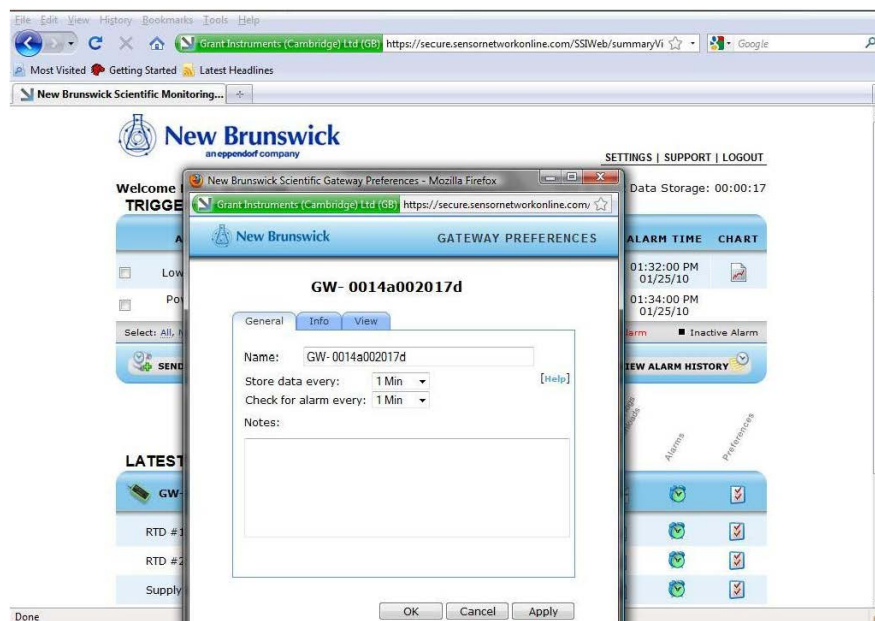 File Edit View History Bookmarks Tools Help
Grant Instruments (Cambridge) Ltd (GB) https://secure.sensornetworkonline.com/SSIWeb/summaryVi Google
Most Visited Getting Started Latest Headlines
New Brunswick Scientific Monitoring...
New Brunswick
an eppendorf company
SETTINGS | SUPPORT | LOGOUT
Welcome
Data Storage: 00:00:17
TRIGGE
ALARM TIME CHART
Low
01:32:00 PM
01/25/10
Po
01:34:00 PM
01/25/10
Select: All,
Inactive Alarm
SEND
IEW ALARM HISTORY
Alarms
Preferences
LATEST
GW-
RTD #1
RTD #2
Supply
New Brunswick Scientific Gateway Preferences - Mozilla Firefox
Grant Instruments (Cambridge) Ltd (GB) https://secure.sensornetworkonline.com/
New Brunswick GATEWAY PREFERENCES
GW- 0014a002017d
General Info View
Name: GW- 0014a002017d
Store data every: 1 Min [Help]
Check for alarm every: 1 Min
Notes:
OK Cancel Apply
Done